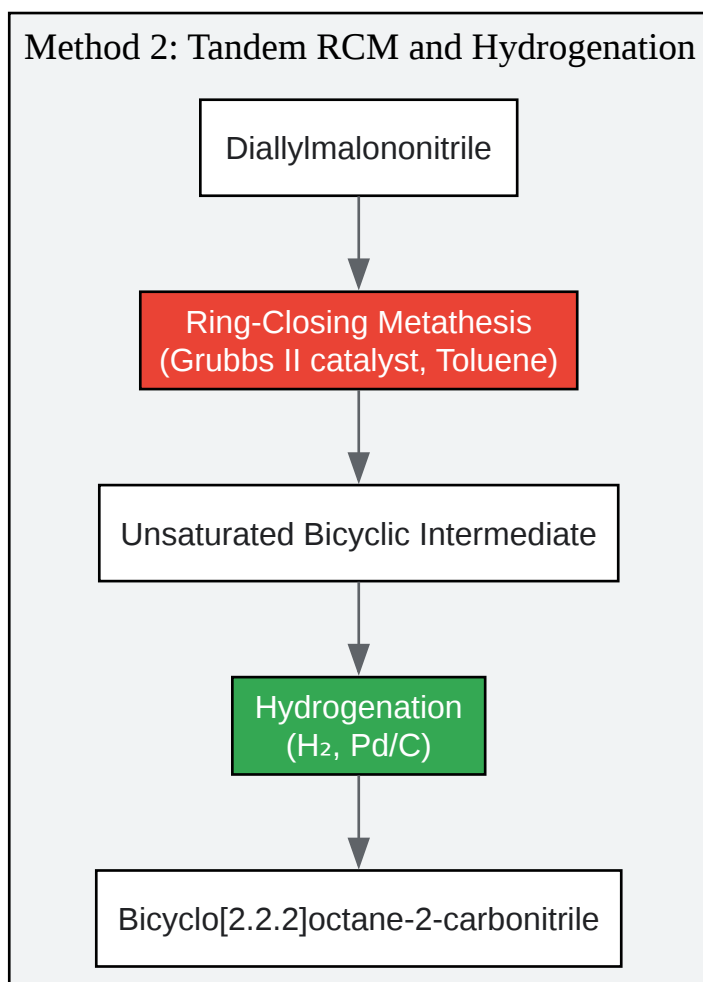 Method 2: Tandem RCM and Hydrogenation
Diallylmalononitrile
Ring-Closing Metathesis
(Grubbs II catalyst, Toluene)
Unsaturated Bicyclic Intermediate
Hydrogenation
(H₂, Pd/C)
Bicyclo[2.2.2]octane-2-carbonitrile